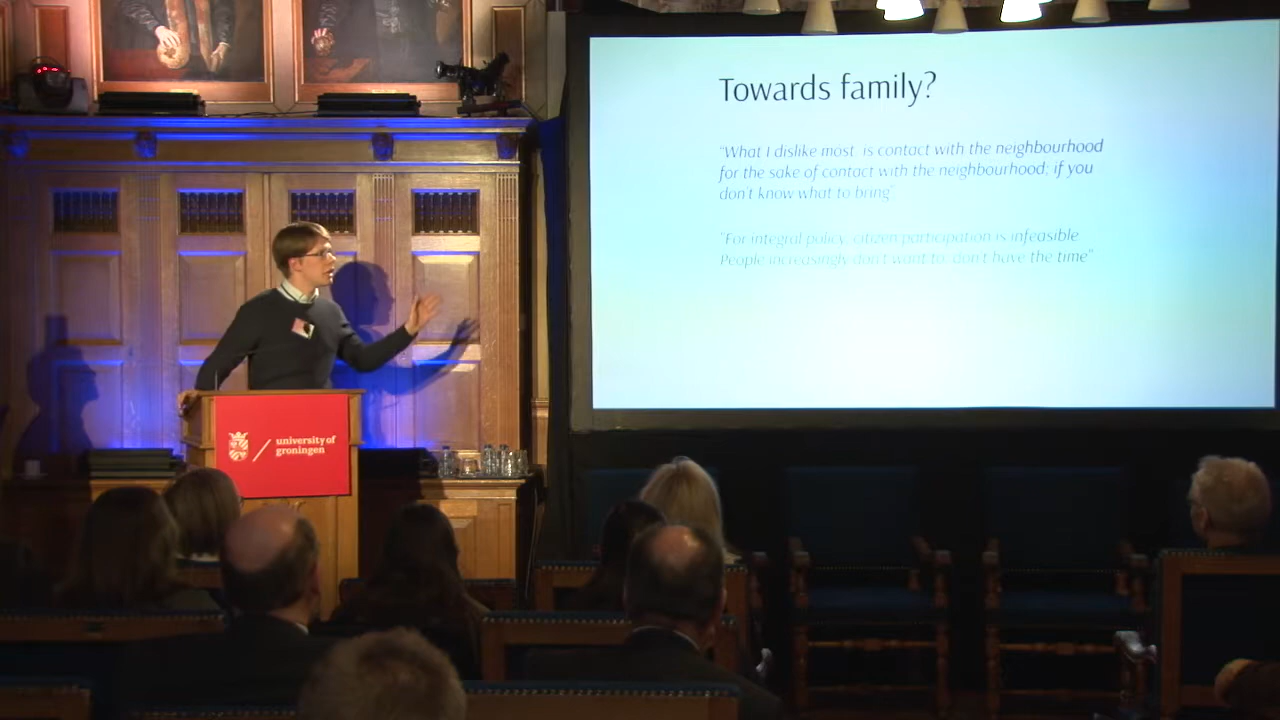 Towards family?
"What I dislike most, is contact with the neighbourhood
for the sake of contact with the neighbourhood; if you
don't know what to bring"
"For integral policy, citizen participation is infeasible.
People increasingly don't want to, don't have the time"
university of
groningen